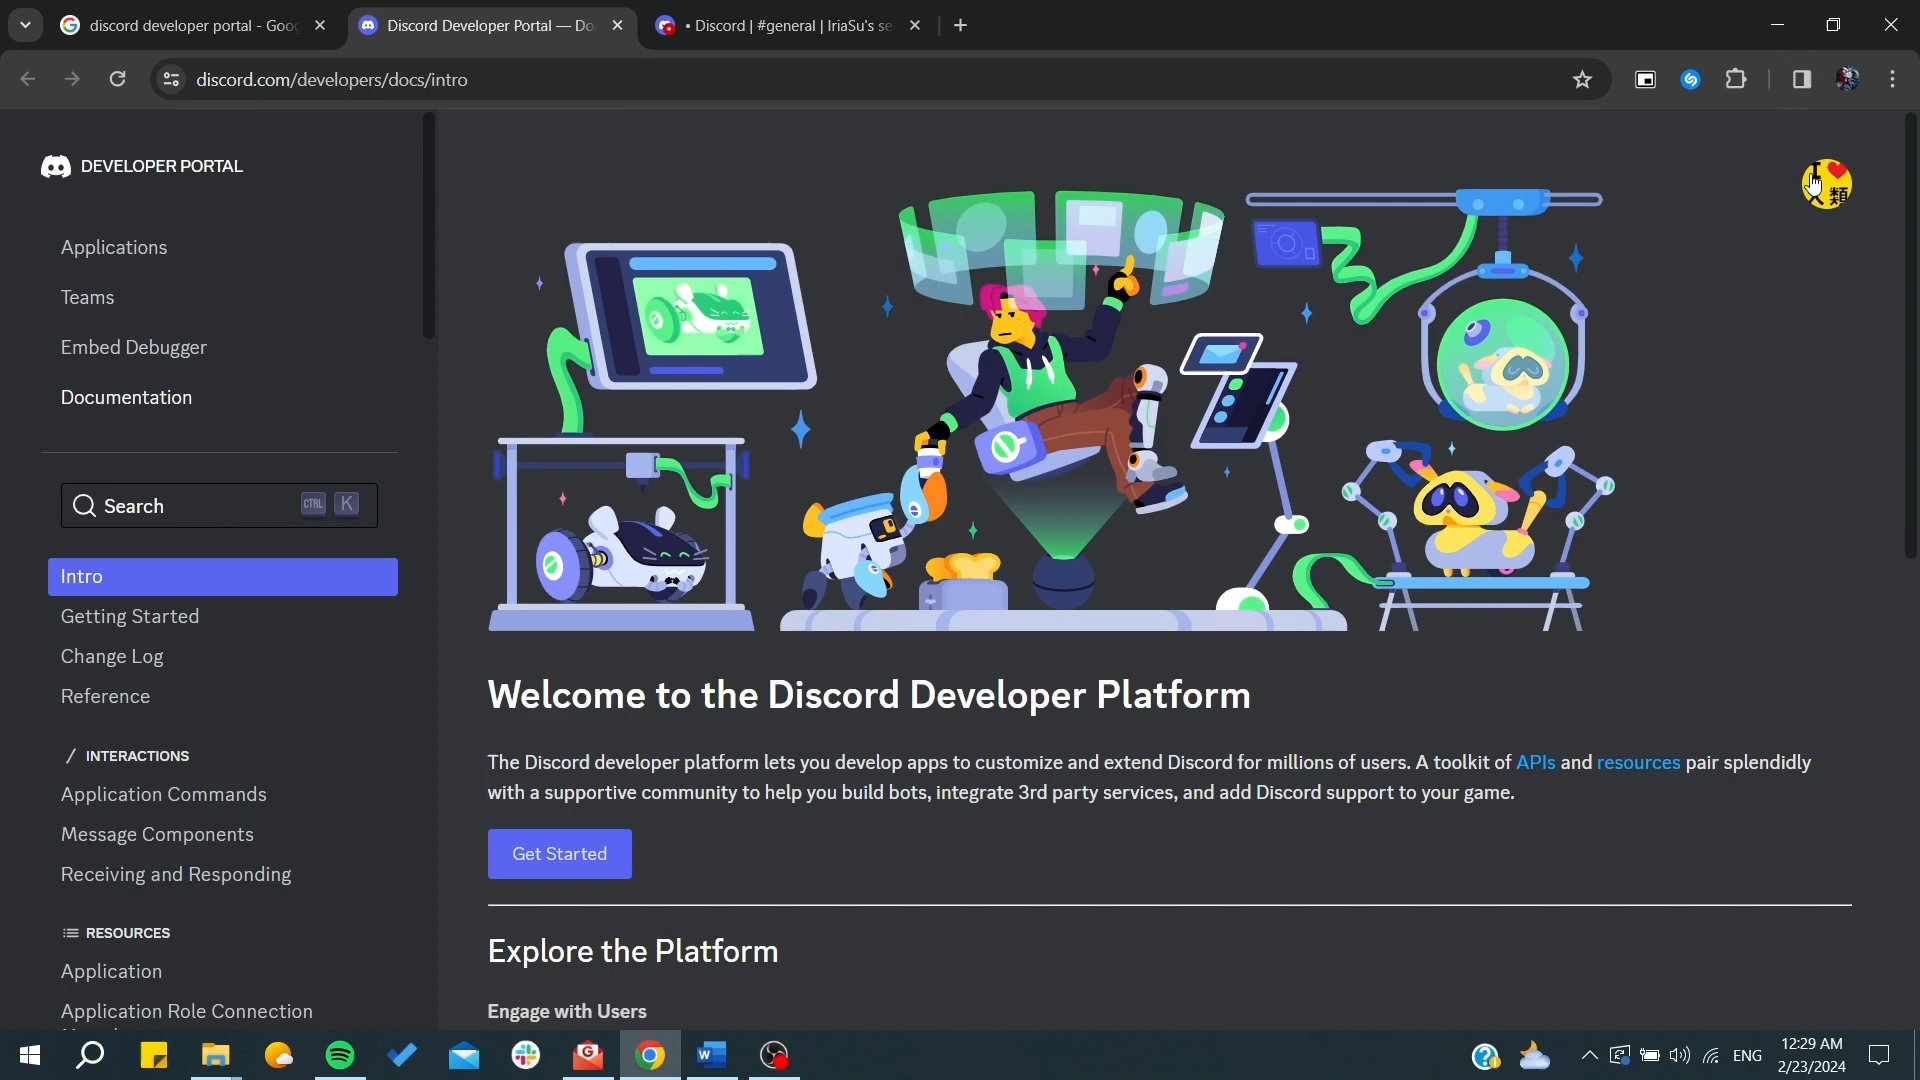 discord developer portal - Goo
Discord Developer Portal — Do
• Discord | #general | IriaSu's se
discord.com/developers/docs/intro
DEVELOPER PORTAL
Applications
Teams
Embed Debugger
Documentation
Search
CTRL K
Intro
Getting Started
Change Log
Reference
INTERACTIONS
Application Commands
Message Components
Receiving and Responding
RESOURCES
Application
Application Role Connection
Welcome to the Discord Developer Platform
The Discord developer platform lets you develop apps to customize and extend Discord for millions of users. A toolkit of APIs and resources pair splendidly
with a supportive community to help you build bots, integrate 3rd party services, and add Discord support to your game.
Get Started
Explore the Platform
Engage with Users
ENG
12:29 AM
2/23/2024